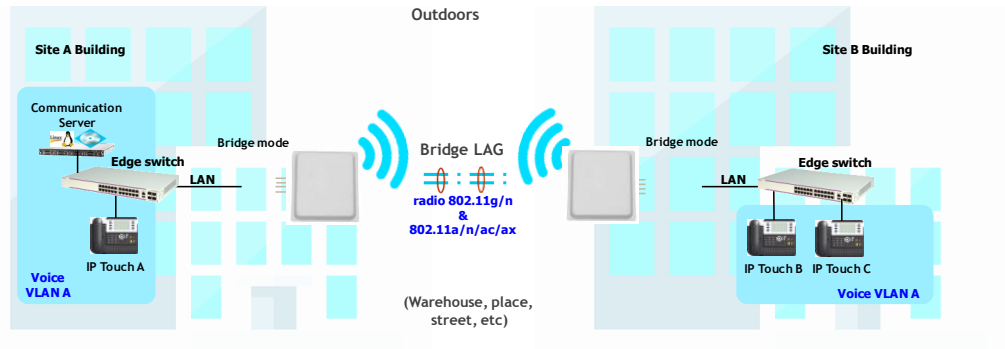 Outdoors
Site A Building
Site B Building
Communication
Server
Linux
Bridge mode
Edge switch
LAN
Bridge LAG
radio 802.11g/n
&
802.11a/n/ac/ax
Bridge mode
Edge switch
LAN
IP Touch A
Voice
VLAN A
IP Touch B
IP Touch C
Voice VLAN A
(Warehouse, place,
street, etc)